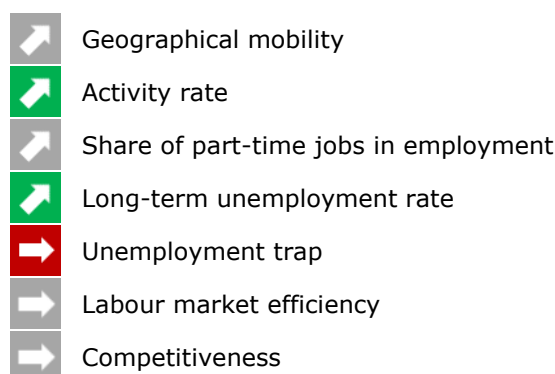 Geographical mobility
Activity rate
Share of part-time jobs in employment
Long-term unemployment rate
Unemployment trap
Labour market efficiency
Competitiveness